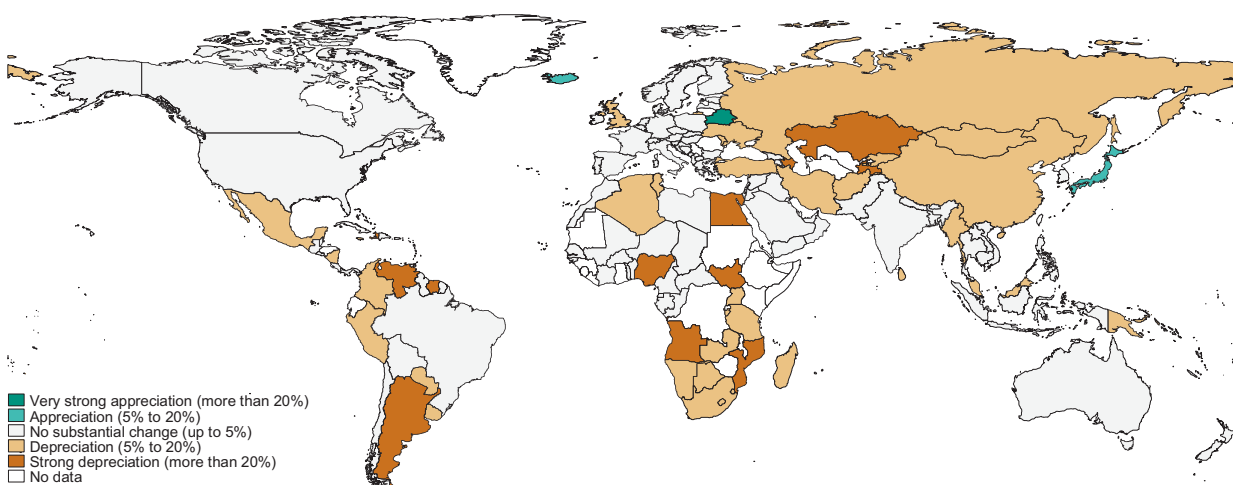 Very strong appreciation (more than 20%)
Appreciation (5% to 20%)
No substantial change (up to 5%)
Depreciation (5% to 20%)
Strong depreciation (more than 20%)
No data